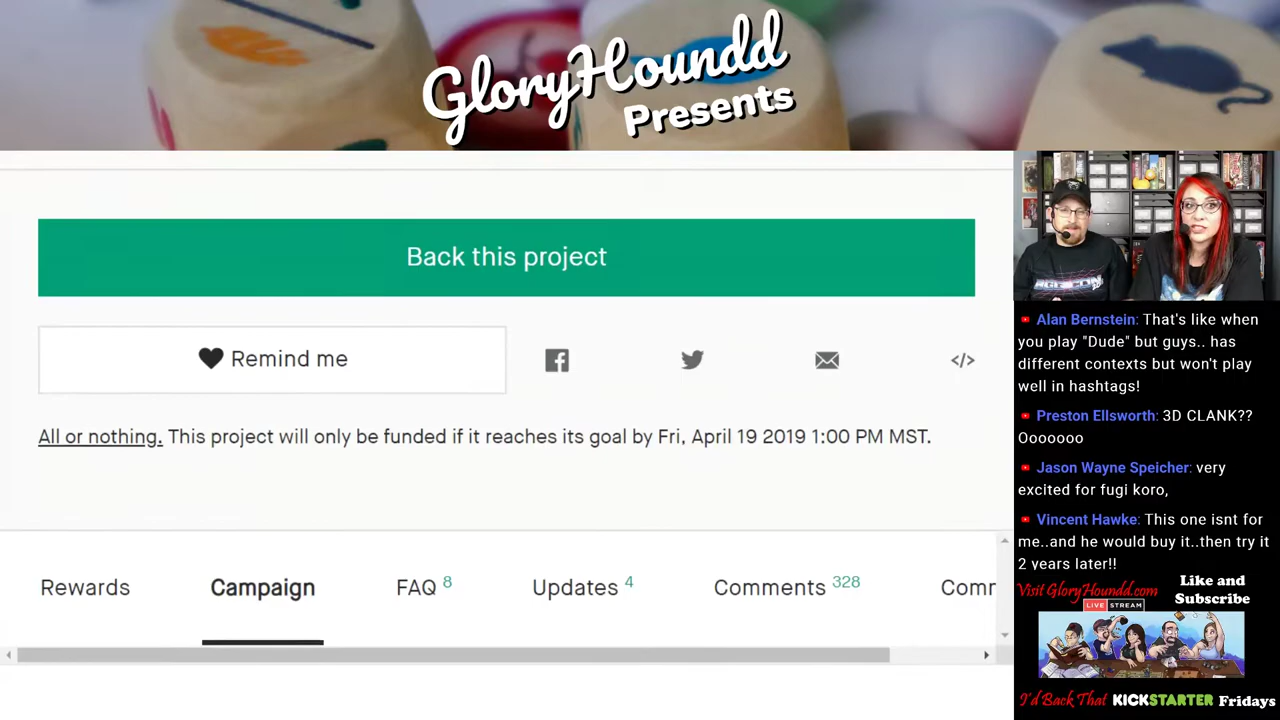 GloryHoundd
Presents
Back this project
Remind me
</>
All or nothing. This project will only be funded if it reaches its goal by Fri, April 19 2019 1:00 PM MST.
Rewards
Campaign
FAQ 8
Updates 4
Comments 328
Comm
Alan Bernstein: That's like when
you play "Dude" but guys.. has
different contexts but won't play
well in hashtags!
Preston Ellsworth: 3D CLANK??
Ooooooo
Jason Wayne Speicher: very
excited for fugi koro,
Vincent Hawke: This one isnt for
me..and he would buy it..then try it
2 years later!!
Visit GloryHoundd.com
Like and
Subscribe
LIVE STREAM
I'd Back That KICKSTARTER Fridays